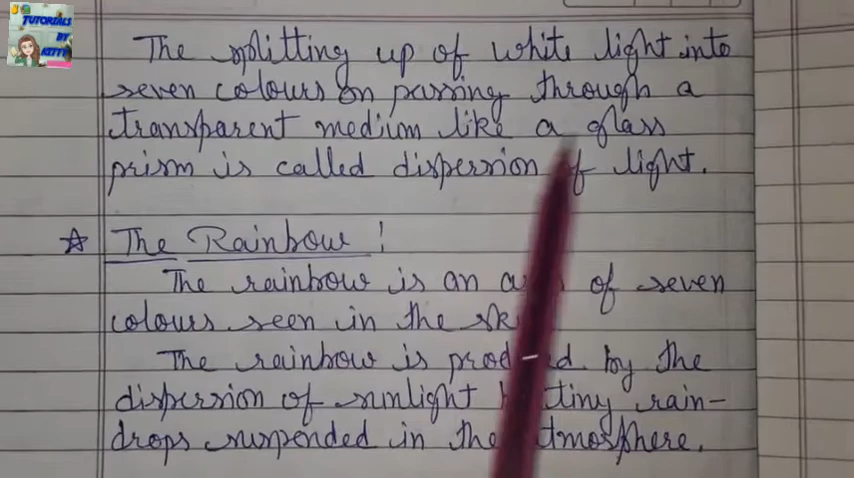 TUTORIALS
BY
KITTY
The splitting up of white light into
seven colours on passing through a
transparent medium like a glass
prism is called dispersion of light.
☆ The Rainbow!
The rainbow is an of seven
colours seen in the
The rainbow is by the
dispersion of sunlight tiny rain-
drops suspended in the atmosphere.